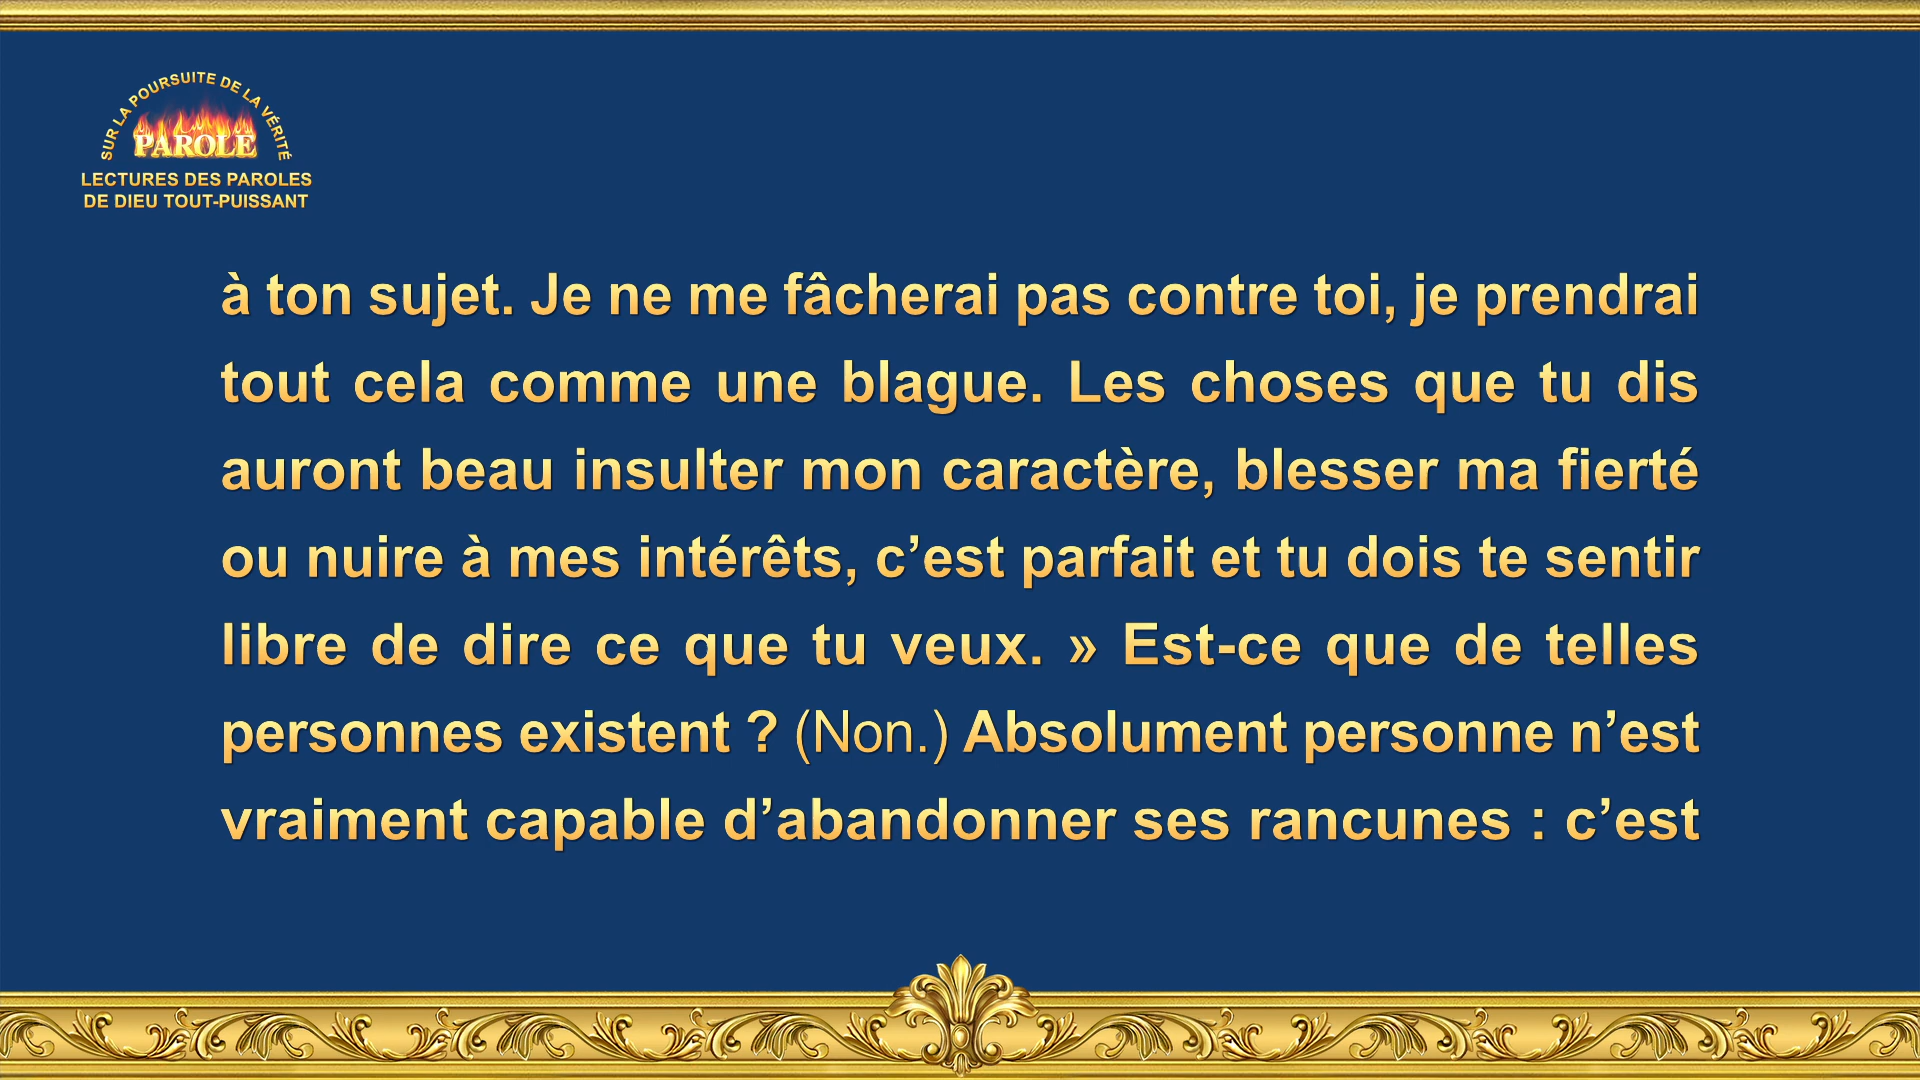 SUR LA POURSUITE DE LA VÉRITÉ
PAROLE
LECTURES DES PAROLES
DE DIEU TOUT-PUISSANT
à ton sujet. Je ne me fâcherai pas contre toi, je prendrai
tout cela comme une blague. Les choses que tu dis
auront beau insulter mon caractère, blesser ma fierté
ou nuire à mes intérêts, c’est parfait et tu dois te sentir
libre de dire ce que tu veux. » Est-ce que de telles
personnes existent ? (Non.) Absolument personne n’est
vraiment capable d’abandonner ses rancunes : c’est